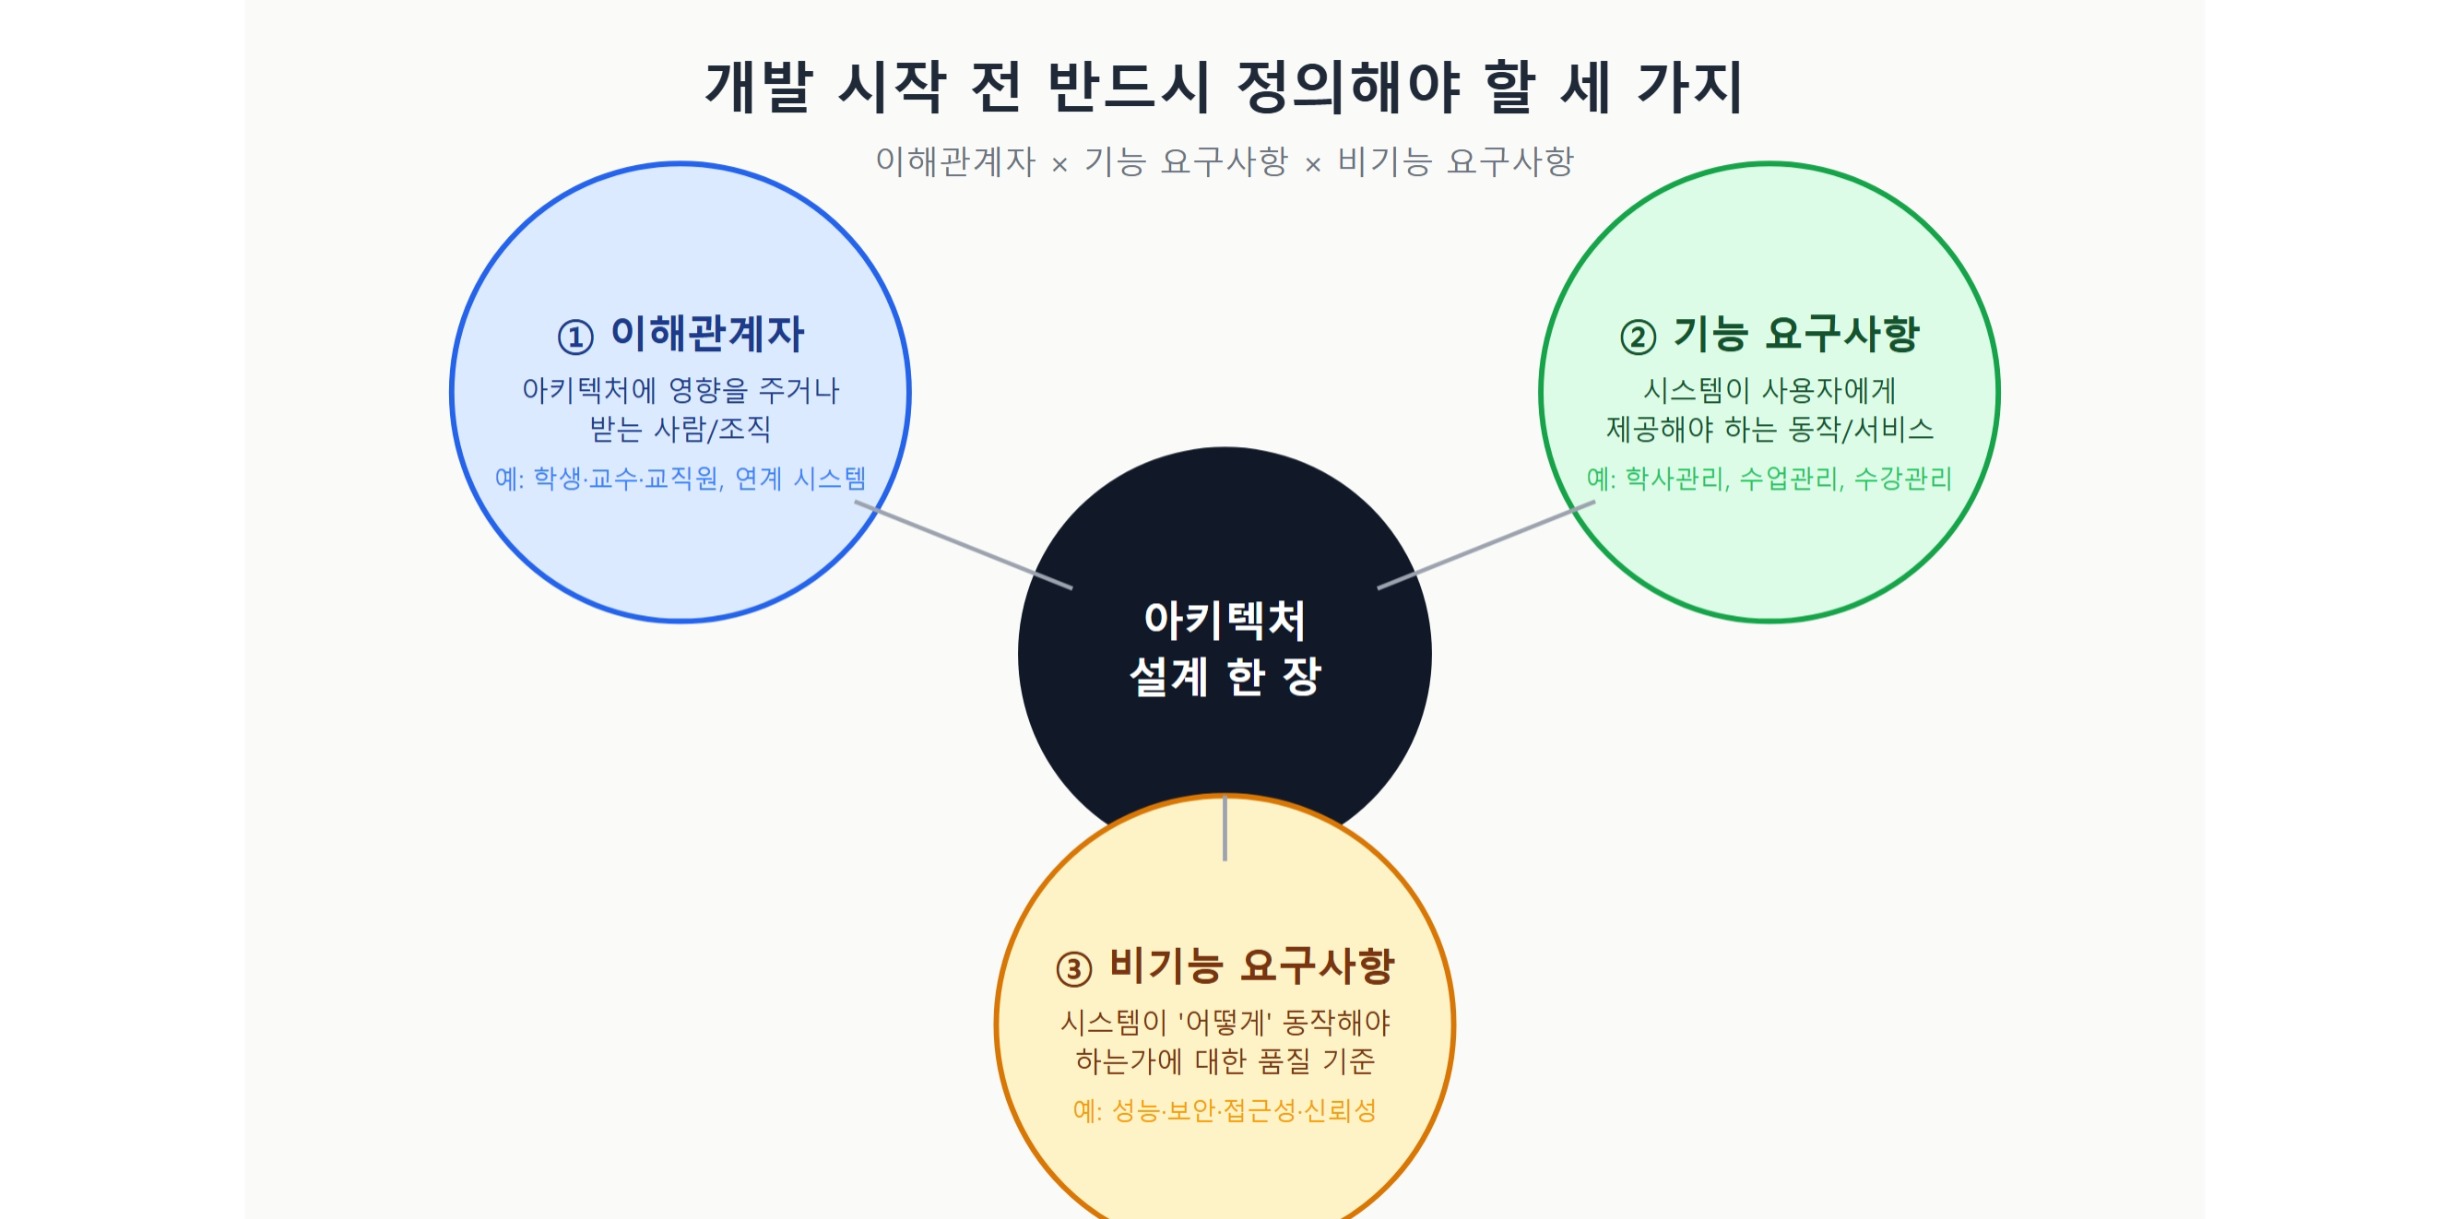 개발 시작 전 반드시 정의해야 할 세 가지
이해관계자 × 기능 요구사항 × 비기능 요구사항
① 이해관계자
아키텍처에 영향을 주거나
받는 사람/조직
예: 학생·교수·교직원, 연계 시스템
② 기능 요구사항
시스템이 사용자에게
제공해야 하는 동작/서비스
예: 학사관리, 수업관리, 수강관리
아키텍처
설계 한 장
③ 비기능 요구사항
시스템이 '어떻게' 동작해야
하는가에 대한 품질 기준
예: 성능·보안·접근성·신뢰성